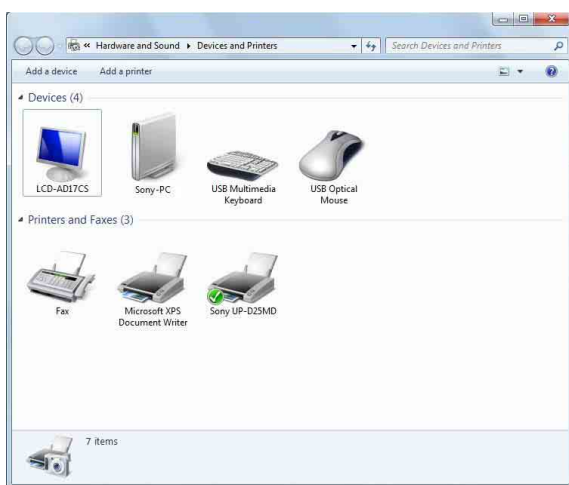 « Hardware and Sound ▸ Devices and Printers
Search Devices and Printers
Add a device Add a printer
Devices (4)
LCD-AD17CS
Sony-PC
USB Multimedia
Keyboard
USB Optical
Mouse
Printers and Faxes (3)
Fax
Microsoft XPS
Document Writer
Sony UP-D25MD
7 items